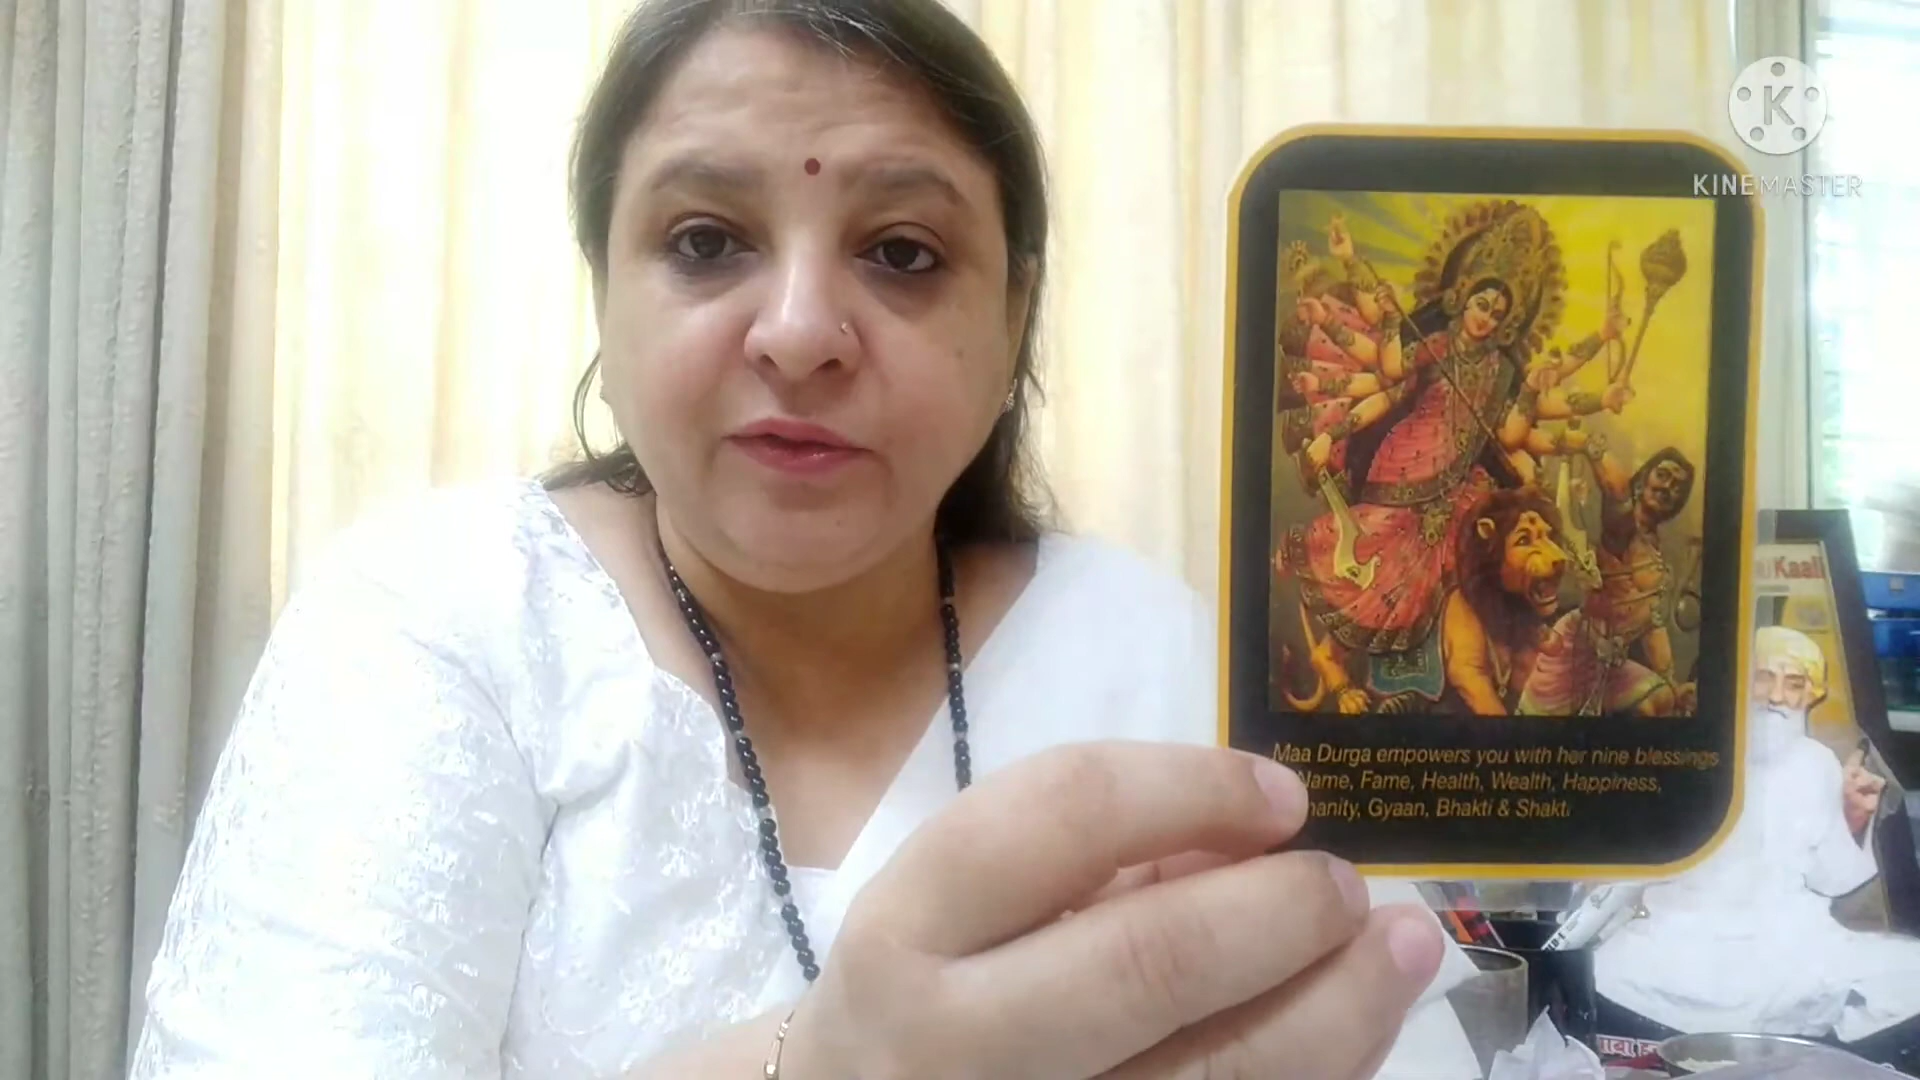 K
KINEMASTER
Kaali
Maa Durga empowers you with her nine blessings
Name, Fame, Health, Wealth, Happiness,
Gyaan, Bhakti & Shakti